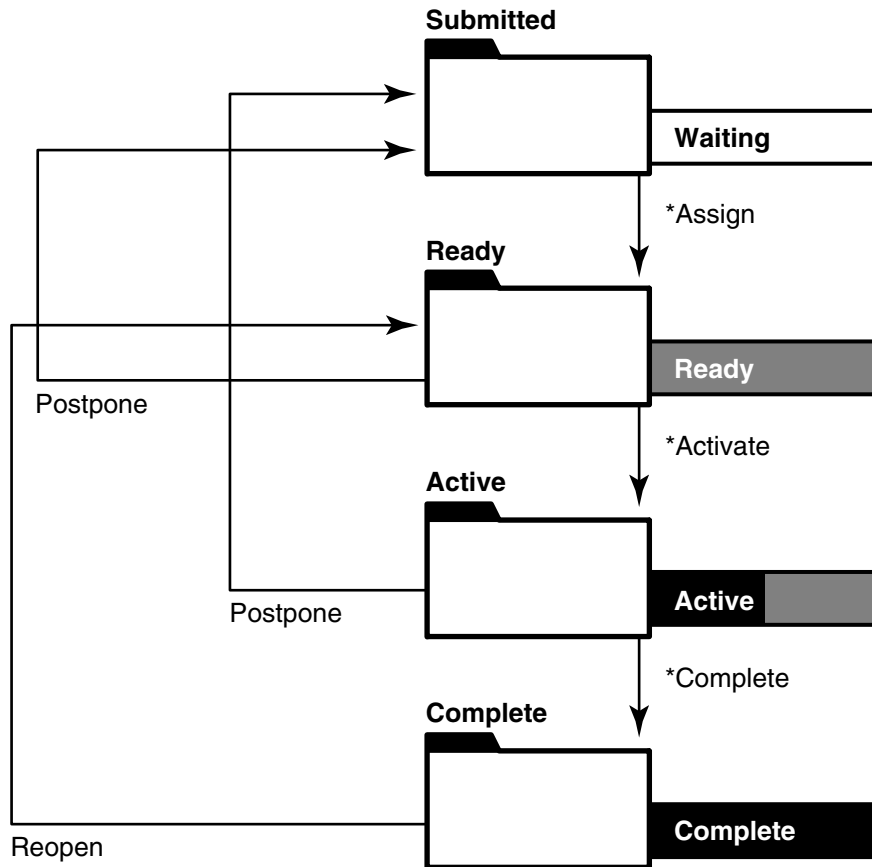 Submitted
Waiting
*Assign
Ready
Ready
Postpone
*Activate
Active
Active
Postpone
*Complete
Complete
Complete
Reopen